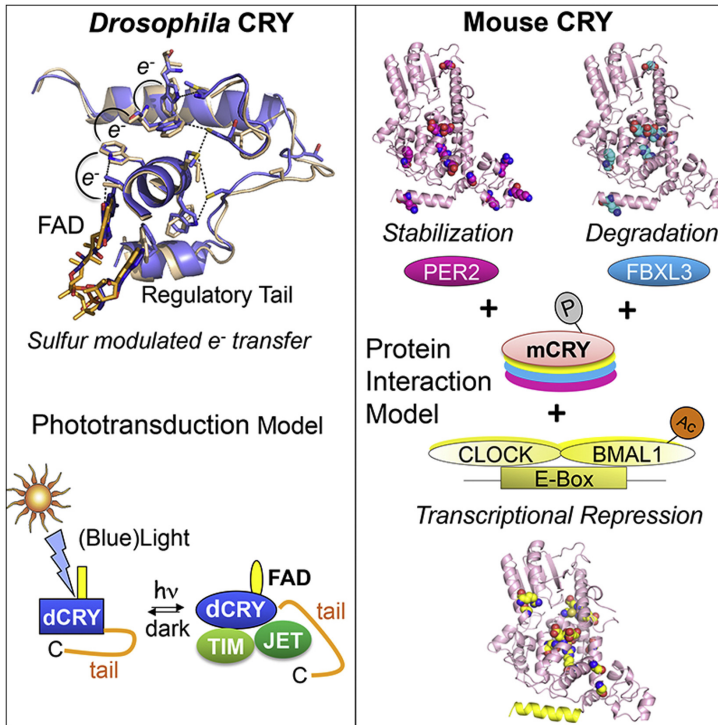 Drosophila CRY
e-
e-
e-
FAD
Regulatory Tail
Sulfur modulated e- transfer
Phototransduction Model
(Blue)Light
dCRY
C
tail
hν
dark
FAD
dCRY
tail
TIM
JET
C
Mouse CRY
Stabilization
Degradation
PER2
FBXL3
+
+
P
mCRY
Protein
Interaction
Model
+
Ac
CLOCK
BMAL1
E-Box
Transcriptional Repression